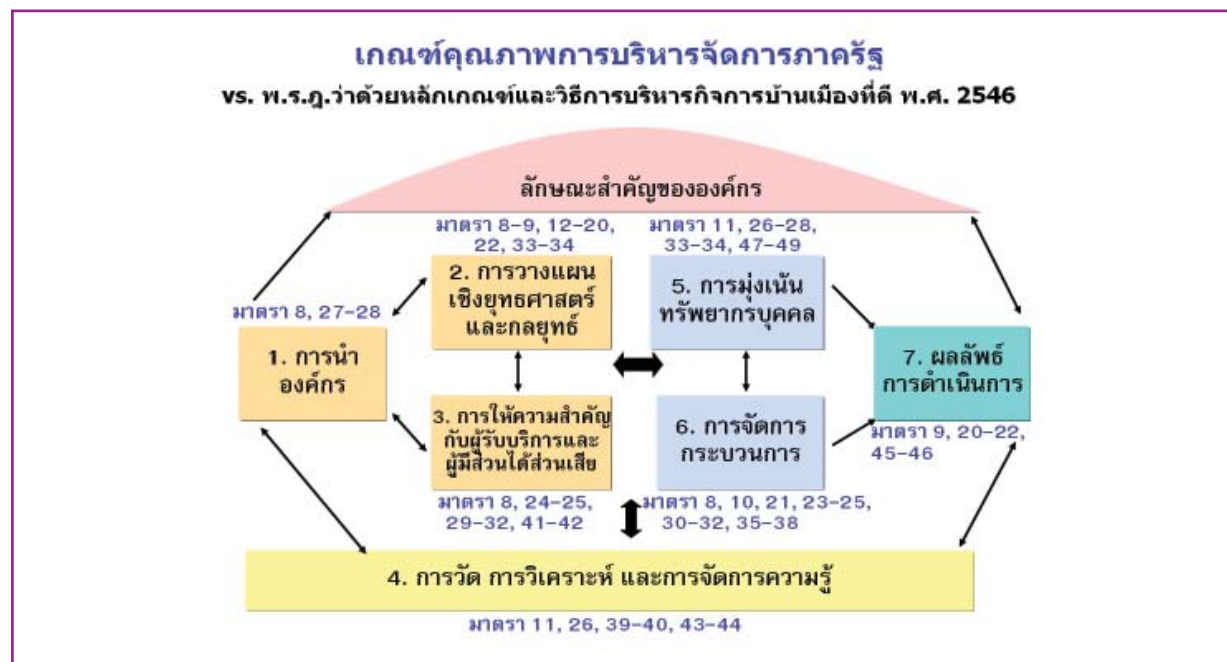 เกณฑ์คุณภาพการบริหารจัดการภาครัฐ
vs. พ.ร.ฎ.ว่าด้วยหลักเกณฑ์และวิธีการบริหารกิจการบ้านเมืองที่ดี พ.ศ. 2546
ลักษณะสำคัญขององค์กร
มาตรา 8-9, 12-20,
22, 33-34
มาตรา 11, 26-28,
33-34, 47-49
มาตรา 8, 27-28
1. การนำ
องค์กร
2. การวางแผน
เชิงยุทธศาสตร์
และกลยุทธ์
5. การมุ่งเน้น
ทรัพยากรบุคคล
7. ผลลัพธ์
การดำเนินการ
3. การให้ความสำคัญ
กับผู้รับบริการและ
ผู้มีส่วนได้ส่วนเสีย
6. การจัดการ
กระบวนการ
มาตรา 9, 20-22,
45-46
มาตรา 8, 24-25,
29-32, 41-42
มาตรา 8, 10, 21, 23-25,
30-32, 35-38
4. การวัด การวิเคราะห์ และการจัดการความรู้
มาตรา 11, 26, 39-40, 43-44